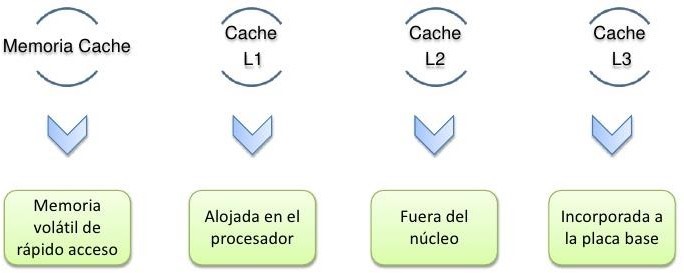 Memoria Cache
Cache
L1
Cache
L2
Cache
L3
Memoria
volátil de
rápido acceso
Alojada en el
procesador
Fuera del
núcleo
Incorporada a
la placa base